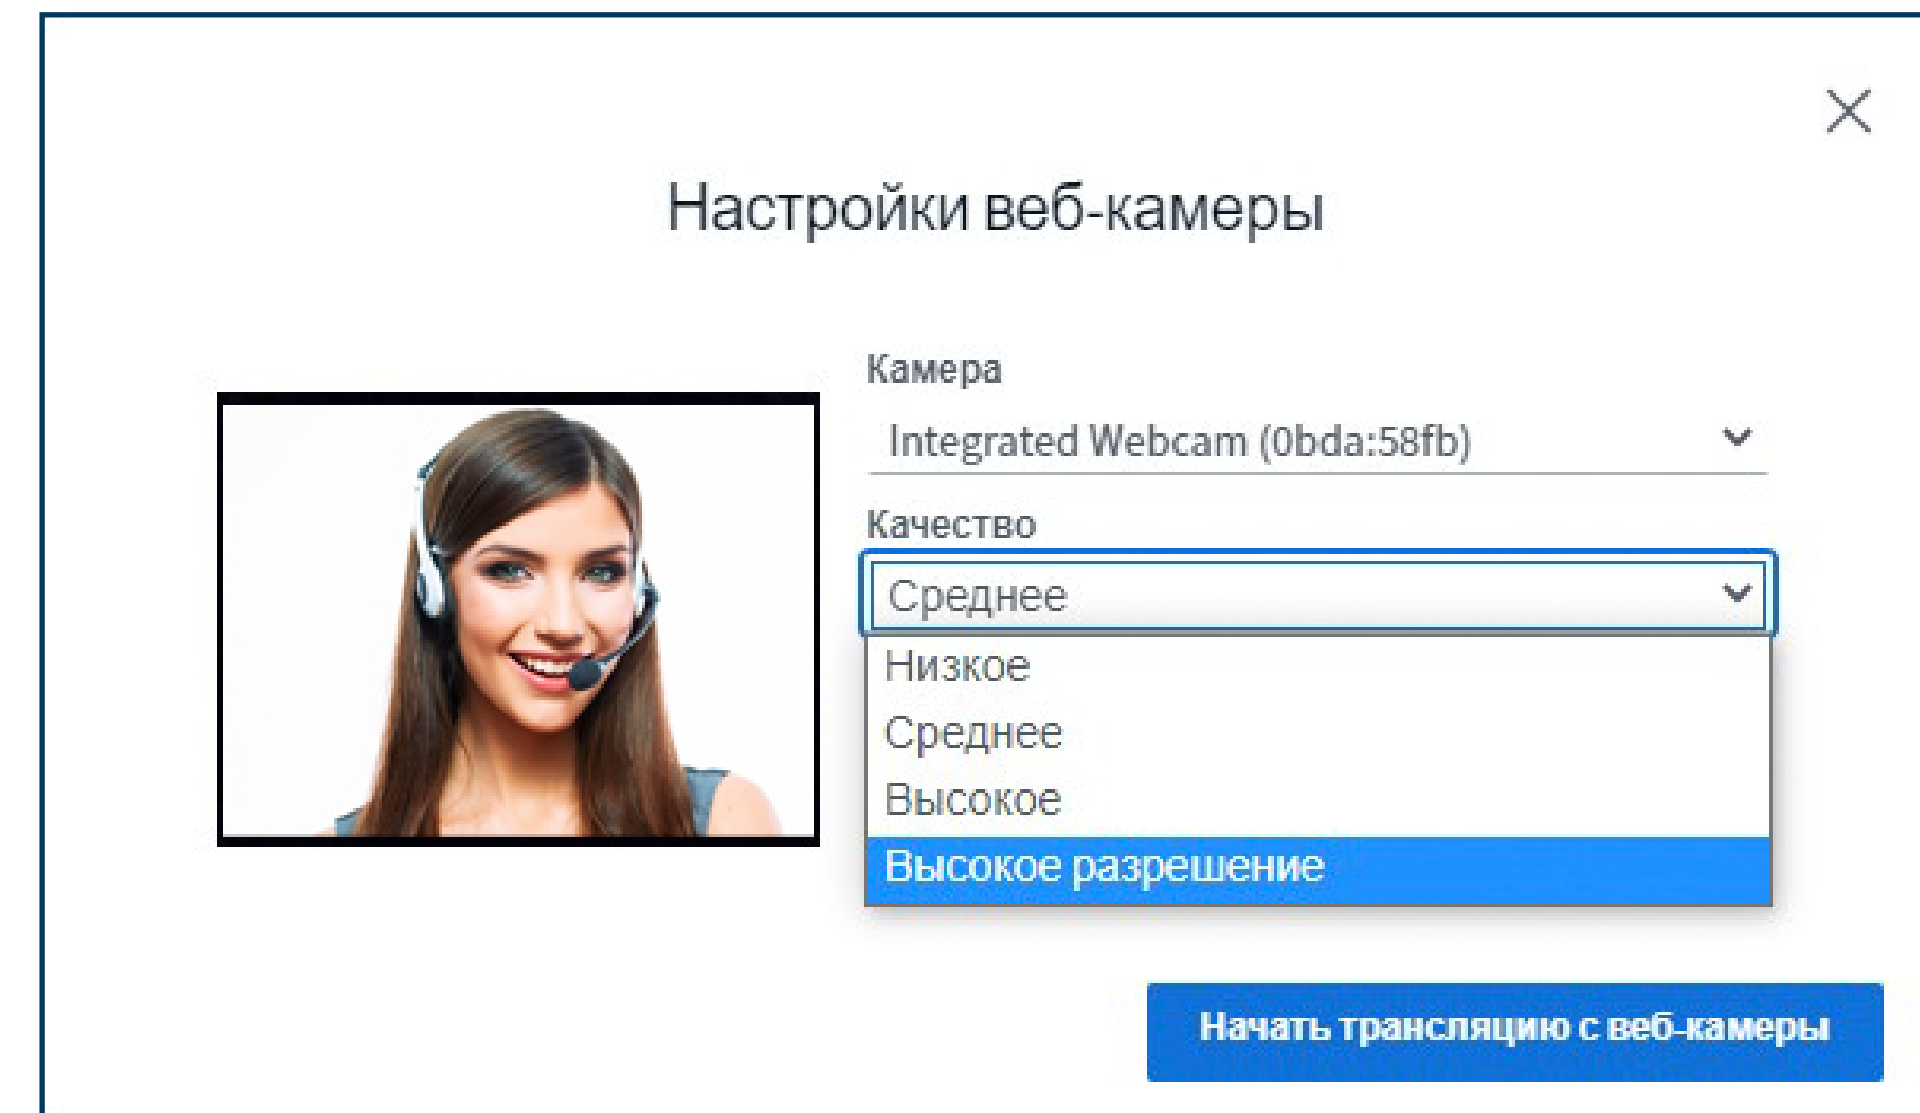 Настройки веб-камеры
Камера
Integrated Webcam (0bda:58fb)
Качество
Среднее
Низкое
Среднее
Высокое
Высокое разрешение
Начать трансляцию с веб-камеры